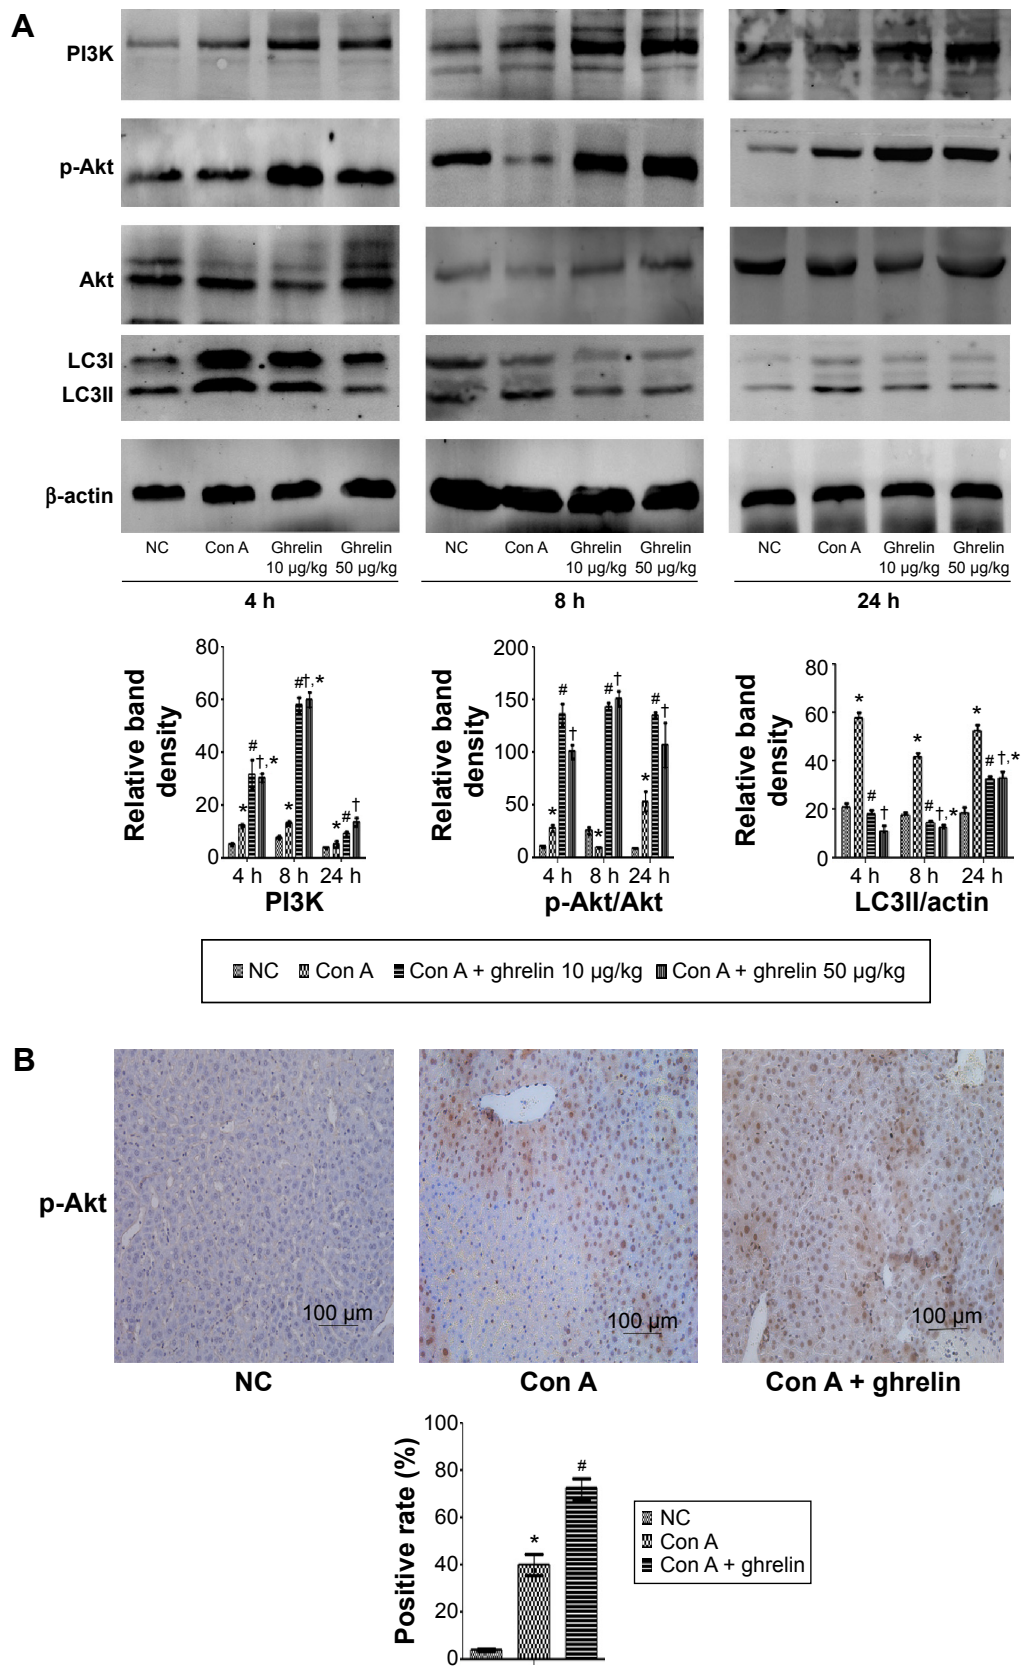 A
PI3K
p-Akt
Akt
LC3I
LC3II
β-actin
NC Con A Ghrelin 10 µg/kg Ghrelin 50 µg/kg
NC Con A Ghrelin 10 µg/kg Ghrelin 50 µg/kg
NC Con A Ghrelin 10 µg/kg Ghrelin 50 µg/kg
4 h 8 h 24 h
Relative band density
80
60
40
20
0
# †,*
#
†,*
* * * # †
4 h 8 h 24 h
PI3K
Relative band density
200
150
100
50
0
# † # † # †
* * *
4 h 8 h 24 h
p-Akt/Akt
Relative band density
80
60
40
20
0
* # † * # †,* * # †,*
4 h 8 h 24 h
LC3II/actin
NC Con A Con A + ghrelin 10 µg/kg Con A + ghrelin 50 µg/kg
B
p-Akt
100 µm 100 µm 100 µm
NC Con A Con A + ghrelin
Positive rate (%)
100
80
60
40
20
0
* #
NC
Con A
Con A + ghrelin